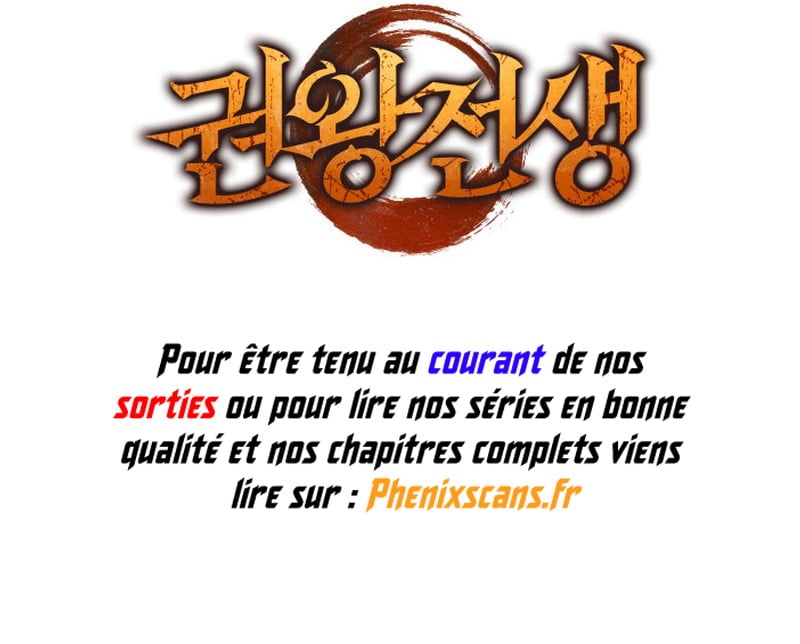 권왕전생
Pour être tenu au courant de nos
sorties ou pour lire nos séries en bonne
qualité et nos chapitres complets viens
lire sur : Phenixscans.fr